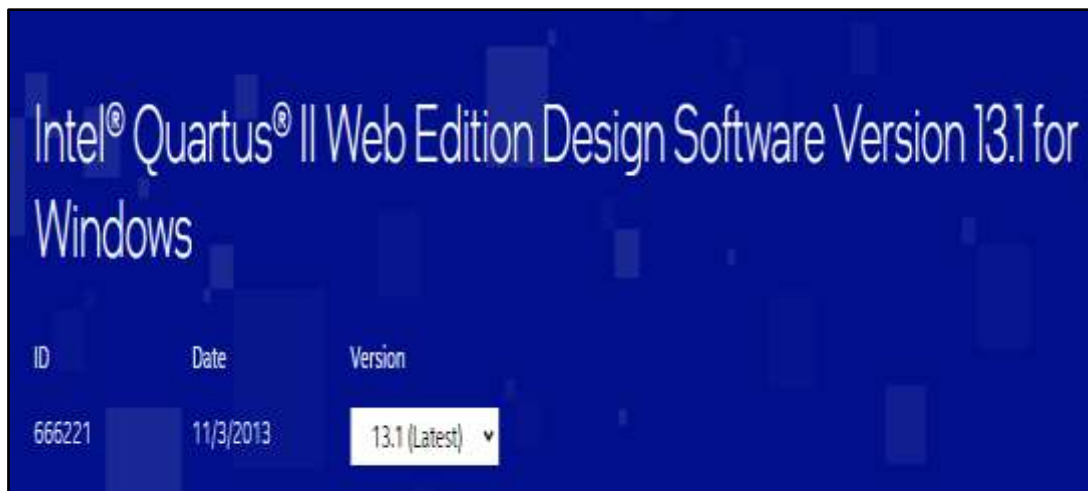 Intel® Quartus® II Web Edition Design Software Version 13.1 for
Windows
ID Date Version
666221 11/3/2013 13.1 (Latest)